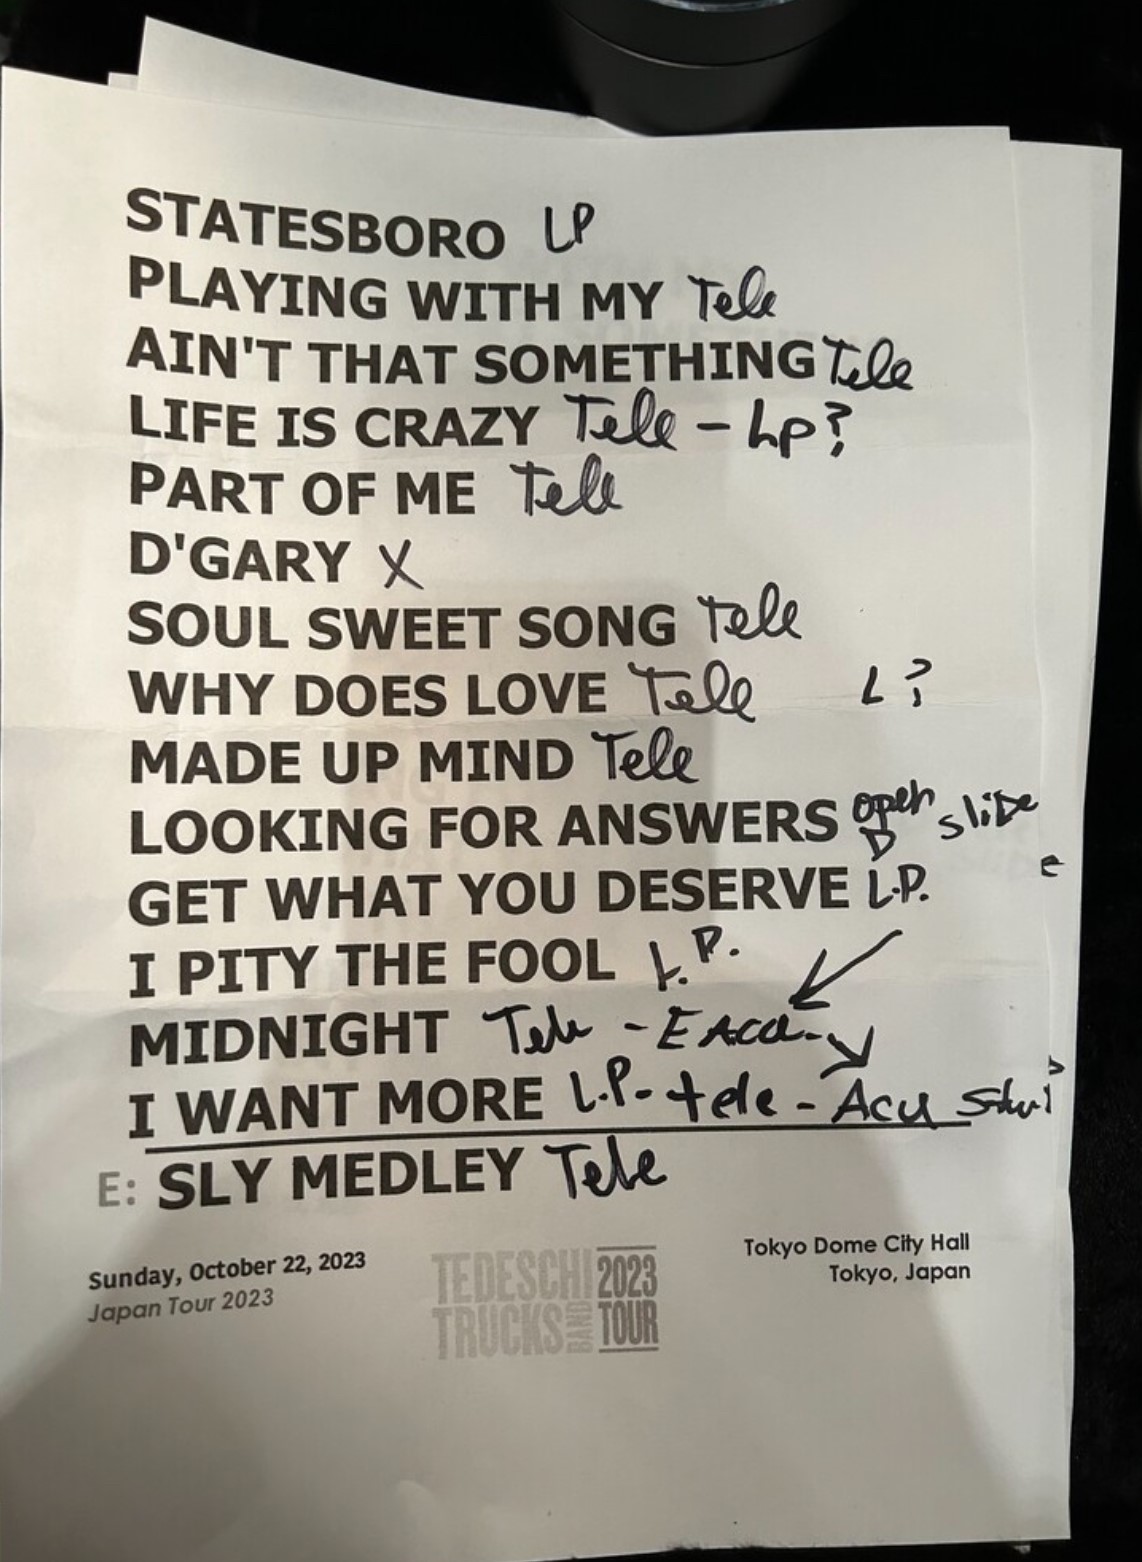 STATESBORO LP
PLAYING WITH MY Tele
AIN'T THAT SOMETHING Tele
LIFE IS CRAZY Tele - Lp?
PART OF ME Tele
D'GARY X
SOUL SWEET SONG Tele
WHY DOES LOVE Tele L?
MADE UP MIND Tele
LOOKING FOR ANSWERS open D slide
GET WHAT YOU DESERVE L.P.
I PITY THE FOOL L.P.
MIDNIGHT Tele - E
I WANT MORE L.P. - tele -
E: SLY MEDLEY Tele
Sunday, October 22, 2023
Japan Tour 2023
TEDESCHI TRUCKS BAND 2023 TOUR
Tokyo Dome City Hall
Tokyo, Japan